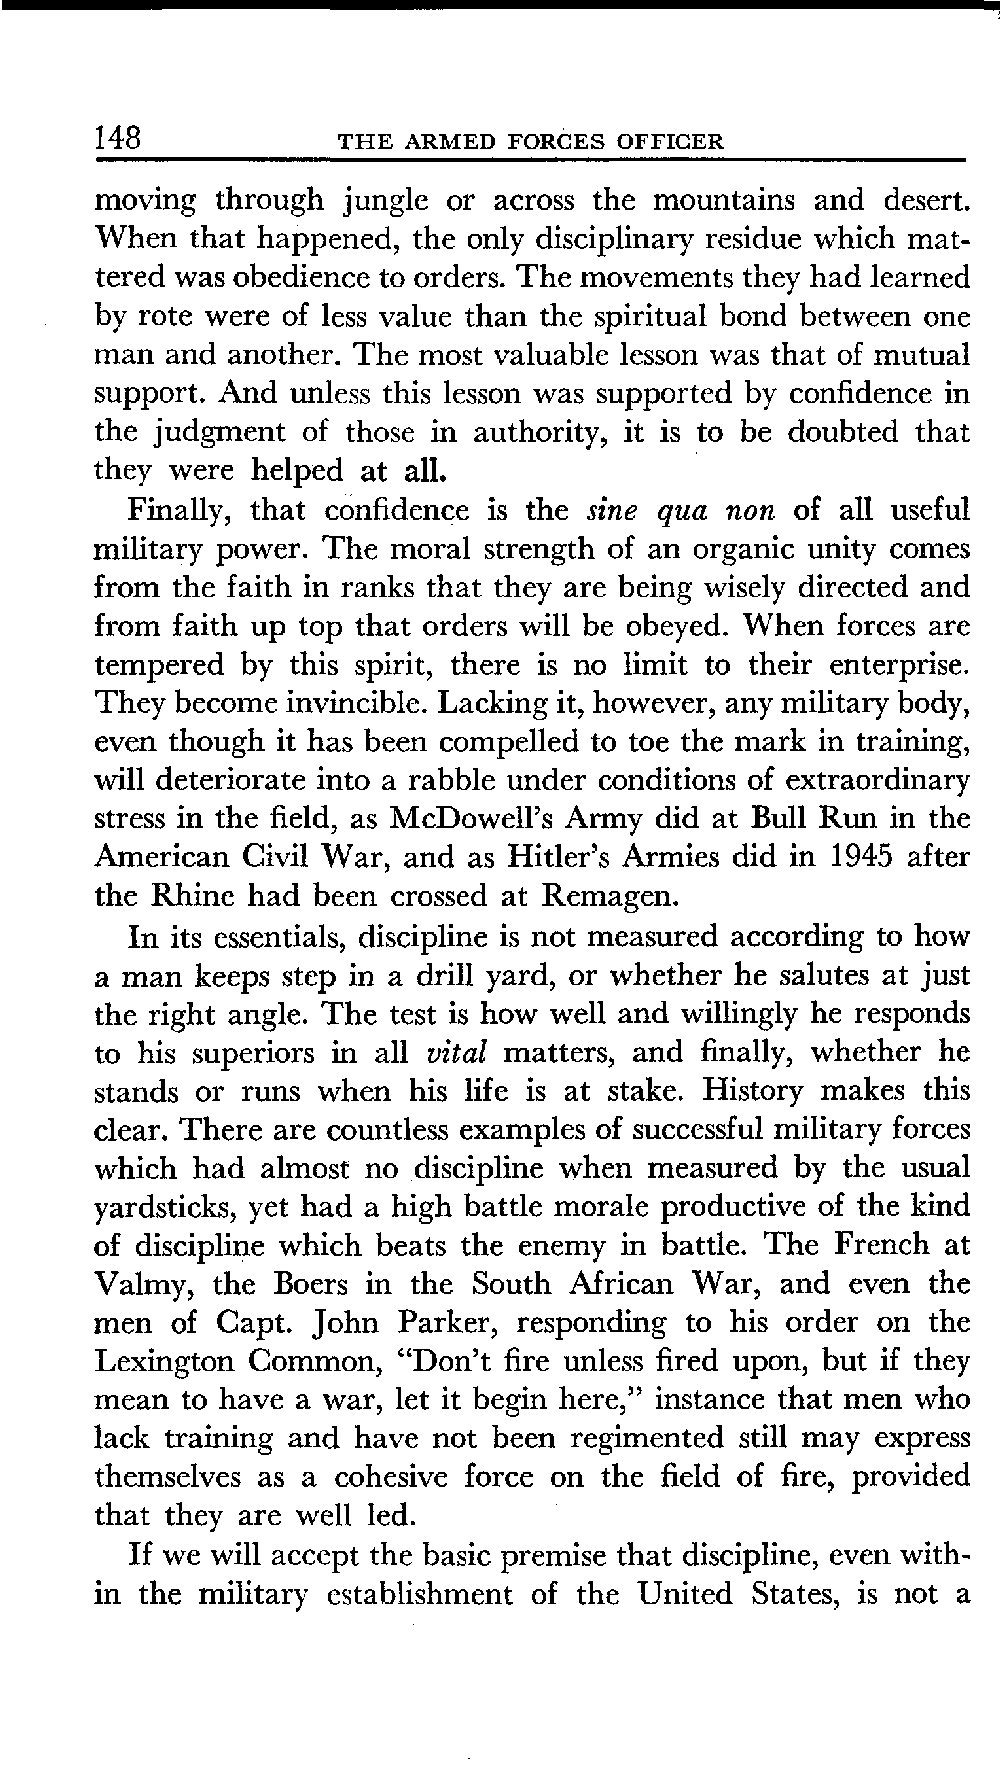 148 THE ARMED FORCES OFFICER
moving through jungle or across the mountains and desert.
When that happened, the only disciplinary residue which mat-
tered was obedience to orders. The movements they had learned
by rote were of less value than the spiritual bond between one
man and another. The most valuable lesson was that of mutual
support. And unless this lesson was supported by confidence in
the judgment of those in authority, it is to be doubted that
they were helped at all.
Finally, that confidence is the sine qua non of all useful
military power. The moral strength of an organic unity comes
from the faith in ranks that they are being wisely directed and
from faith up top that orders will be obeyed. When forces are
tempered by this spirit, there is no limit to their enterprise.
They become invincible. Lacking it, however, any military body,
even though it has been compelled to toe the mark in training,
will deteriorate into a rabble under conditions of extraordinary
stress in the field, as McDowell's Army did at Bull Run in the
American Civil War, and as Hitler's Armies did in 1945 after
the Rhine had been crossed at Remagen.
In its essentials, discipline is not measured according to how
a man keeps step in a drill yard, or whether he salutes at just
the right angle. The test is how well and willingly he responds
to his superiors in all vital matters, and finally, whether he
stands or runs when his life is at stake. History makes this
clear. There are countless examples of successful military forces
which had almost no discipline when measured by the usual
yardsticks, yet had a high battle morale productive of the kind
of discipline which beats the enemy in battle. The French at
Valmy, the Boers in the South African War, and even the
men of Capt. John Parker, responding to his order on the
Lexington Common, "Don't fire unless fired upon, but if they
mean to have a war, let it begin here," instance that men who
lack training and have not been regimented still may express
themselves as a cohesive force on the field of fire, provided
that they are well led.
If we will accept the basic premise that discipline, even with-
in the military establishment of the United States, is not a